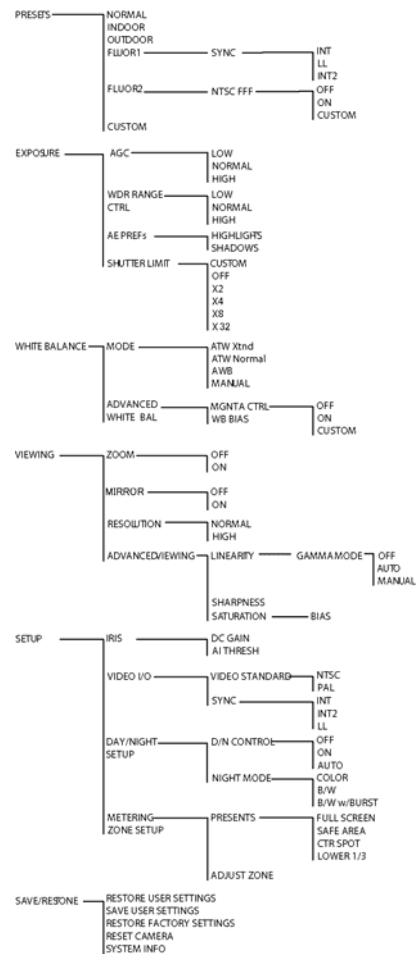 PRESETS NORMAL
INDOOR
OUTDOOR
FLUOR1 SYNC INT
LL
INT2
FLUOR2 NTSC FFF OFF
ON
CUSTOM
CUSTOM
EXPOSURE AGC LOW
NORMAL
HIGH
WDR RANGE LOW
CTRL NORMAL
HIGH
AE PREFs HIGHLIGHTS
SHADOWS
SHUTTER LIMIT CUSTOM
OFF
X2
X4
X8
X32
WHITE BALANCE MODE ATW Xtnd
ATW Normal
AWB
MANUAL
ADVANCED MGNTA CTRL OFF
WHITE BAL WB BIAS ON
CUSTOM
VIEWING ZOOM OFF
ON
MIRROR OFF
ON
RESOLUTION NORMAL
HIGH
ADVANCED/VIEWING LINEARITY GAMMA MODE OFF
AUTO
MANUAL
SHARPNESS
SATURATION BIAS
SETUP IRIS DC GAIN
AI THRESH
VIDEO I/O VIDEO STANDARD NTSC
PAL
SYNC INT
INT2
LL
DAY/NIGHT D/N CONTROL OFF
SETUP ON
AUTO
NIGHT MODE COLOR
B/W
B/W w/BURST
METERING PRESENTS FULL SCREEN
ZONE SETUP SAFE AREA
CTR SPOT
LOWER 1/3
ADJUST ZONE
SAVE/RESTONE RESTORE USER SETTINGS
SAVE USER SETTINGS
RESTORE FACTORY SETTINGS
RESET CAMERA
SYSTEM INFO